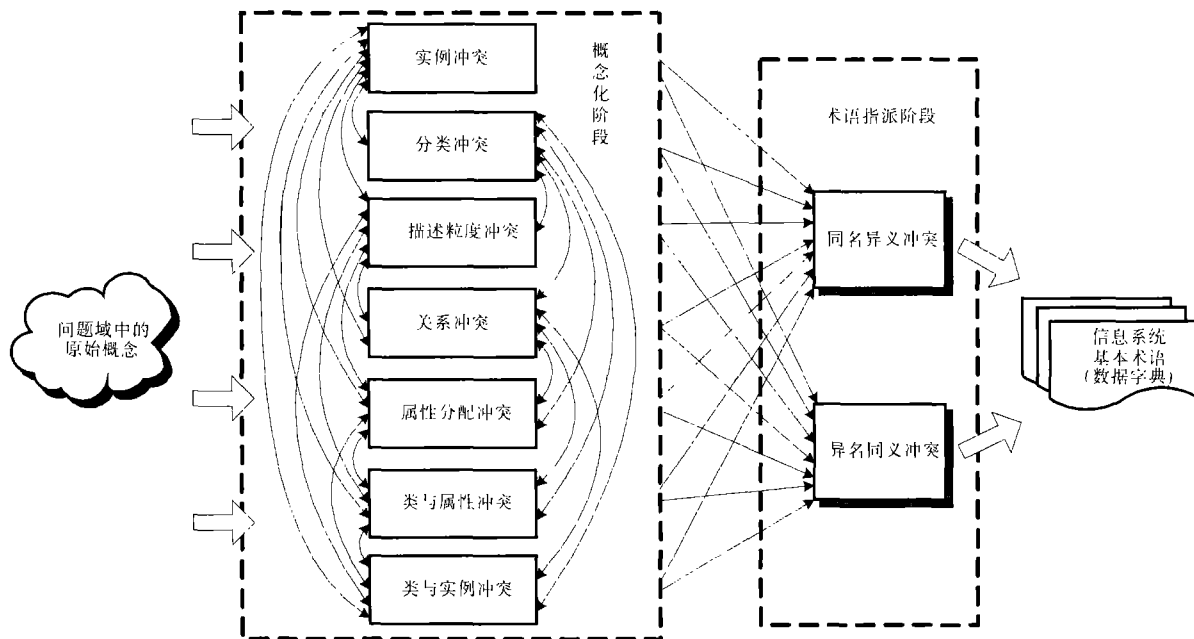 问题域中的
原始概念
概念化阶段
实例冲突
分类冲突
描述粒度冲突
关系冲突
属性分配冲突
类与属性冲突
类与实例冲突
术语指派阶段
同名异义冲突
异名同义冲突
信息系统
基本术语
(数据字典)